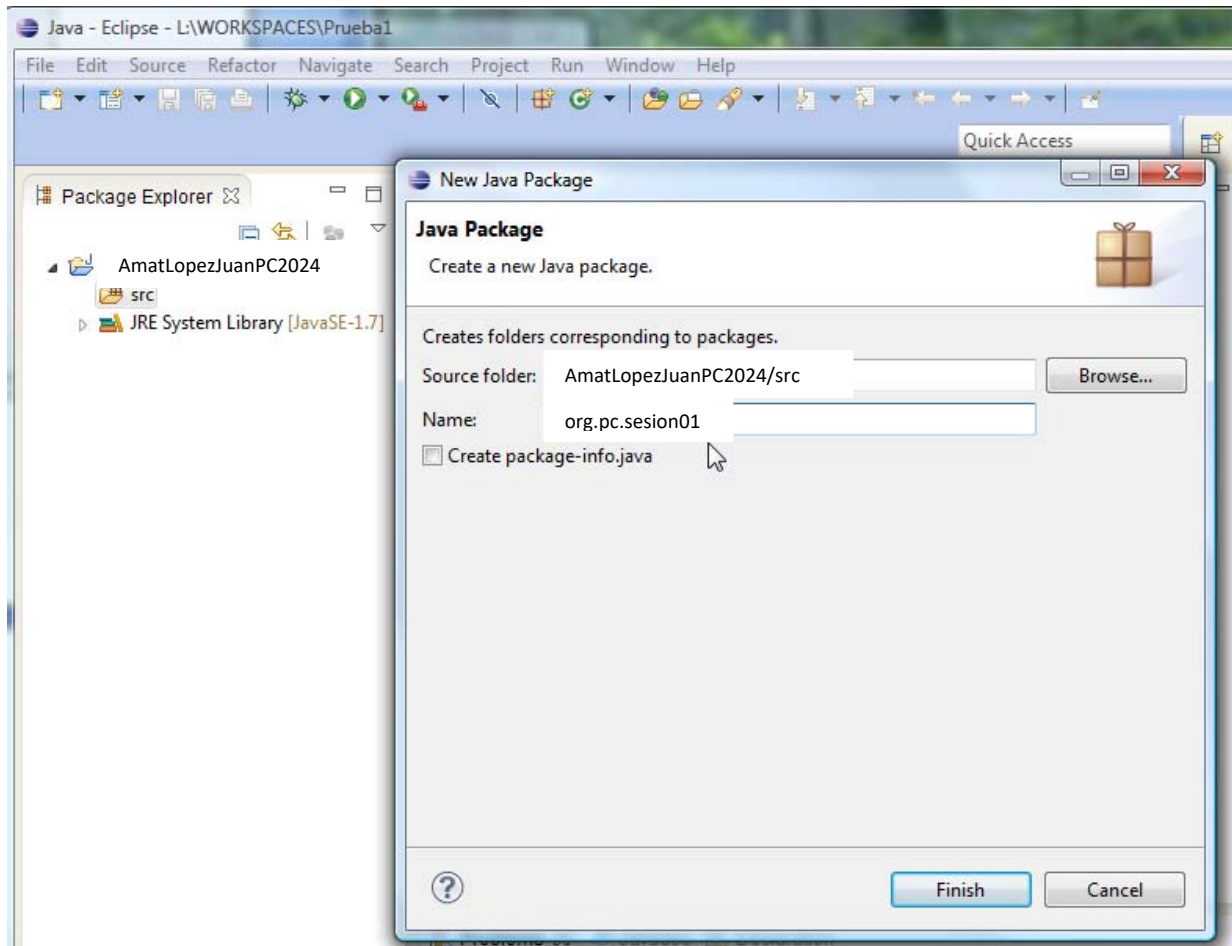 Java - Eclipse - L:\WORKSPACES\Prueba1
File Edit Source Refactor Navigate Search Project Run Window Help
Quick Access
Package Explorer
AmatLopezJuanPC2024
src
JRE System Library [JavaSE-1.7]
New Java Package
Java Package
Create a new Java package.
Creates folders corresponding to packages.
Source folder: AmatLopezJuanPC2024/src Browse...
Name: org.pc.sesion01
Create package-info.java
? Finish Cancel